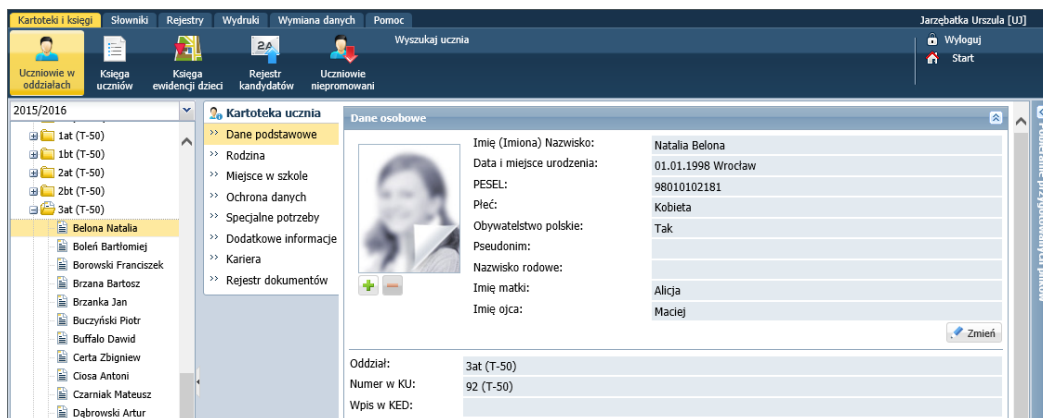 Kartoteki i księgi Słowniki Rejestry Wydruki Wymiana danych Pomoc Jarzębatka Urszula [UJ]
Uczniowie w oddziałach
Księga uczniów
Księga ewidencji dzieci
Rejestr kandydatów
Uczniowie niepromowani
Wyszukaj ucznia
Wyloguj
Start
2015/2016
1at (T-50)
1bt (T-50)
2at (T-50)
2bt (T-50)
3at (T-50)
Belona Natalia
Boleń Bartłomiej
Borowski Franciszek
Brzana Bartosz
Brzanka Jan
Buczyński Piotr
Buffalo Dawid
Certa Zbigniew
Ciosa Antoni
Czarniak Mateusz
Dąbrowski Artur
Kartoteka ucznia
Dane podstawowe
Rodzina
Miejsce w szkole
Ochrona danych
Specjalne potrzeby
Dodatkowe informacje
Kariera
Rejestr dokumentów
Dane osobowe
Imię (Imiona) Nazwisko: Natalia Belona
Data i miejsce urodzenia: 01.01.1998 Wrocław
PESEL: 98010102181
Płeć: Kobieta
Obywatelstwo polskie: Tak
Pseudonim:
Nazwisko rodowe:
Imię matki: Alicja
Imię ojca: Maciej
Zmień
Oddział: 3at (T-50)
Numer w KU: 92 (T-50)
Wpis w KED:
Pobieranie przygotowanych plików